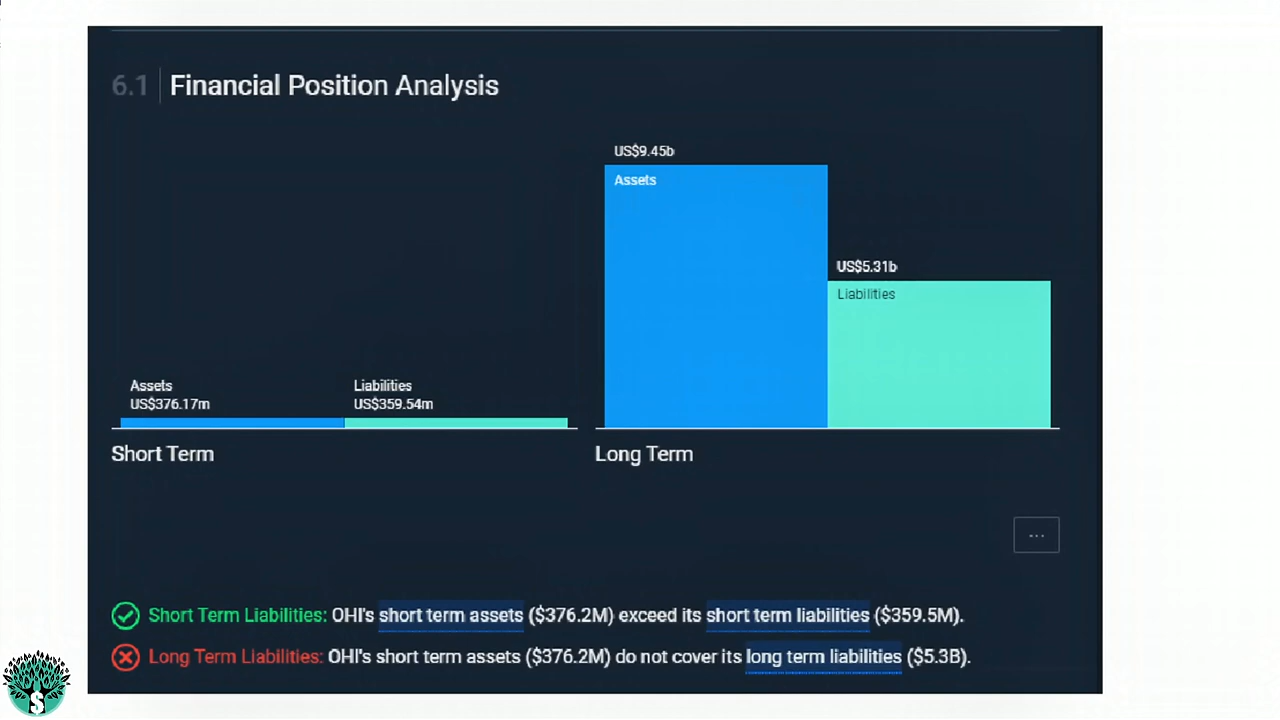 6.1 Financial Position Analysis
US$9.45b
Assets
US$5.31b
Liabilities
Assets
US$376.17m
Liabilities
US$359.54m
Short Term
Long Term
...
Short Term Liabilities: OHI's short term assets ($376.2M) exceed its short term liabilities ($359.5M).
Long Term Liabilities: OHI's short term assets ($376.2M) do not cover its long term liabilities ($5.3B).
$